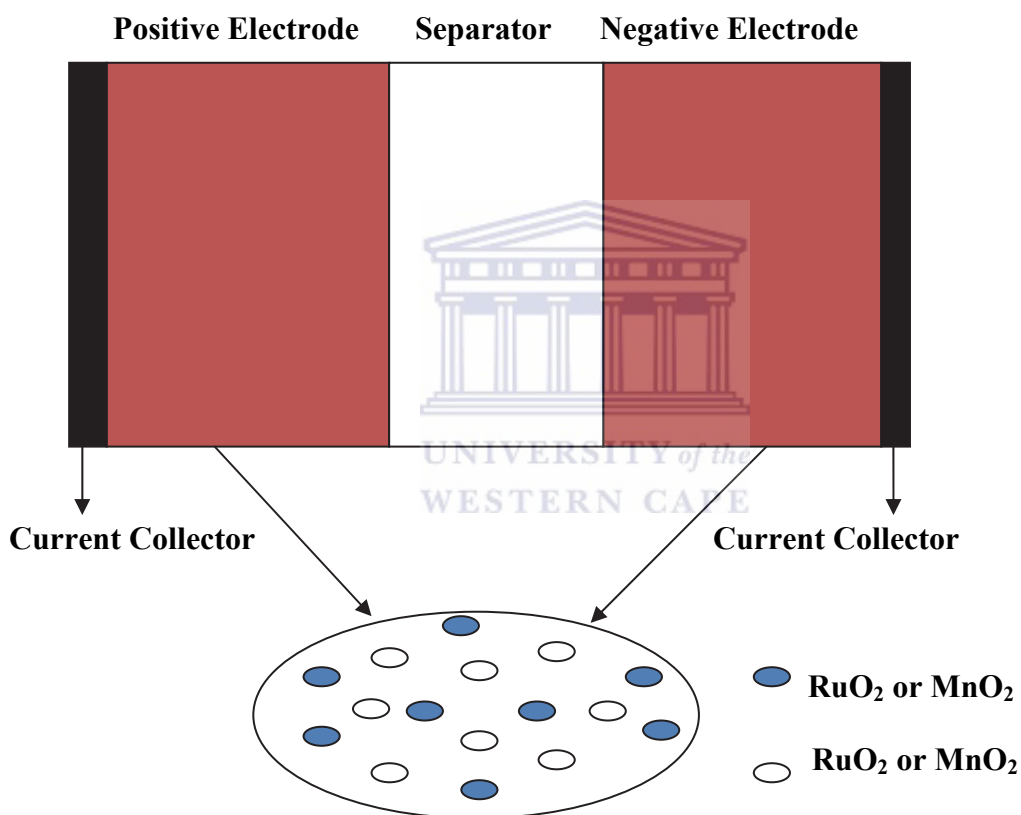 Positive Electrode Separator Negative Electrode
UNIVERSITY of the
WESTERN CAPE
Current Collector Current Collector
RuO₂ or MnO₂
RuO₂ or MnO₂